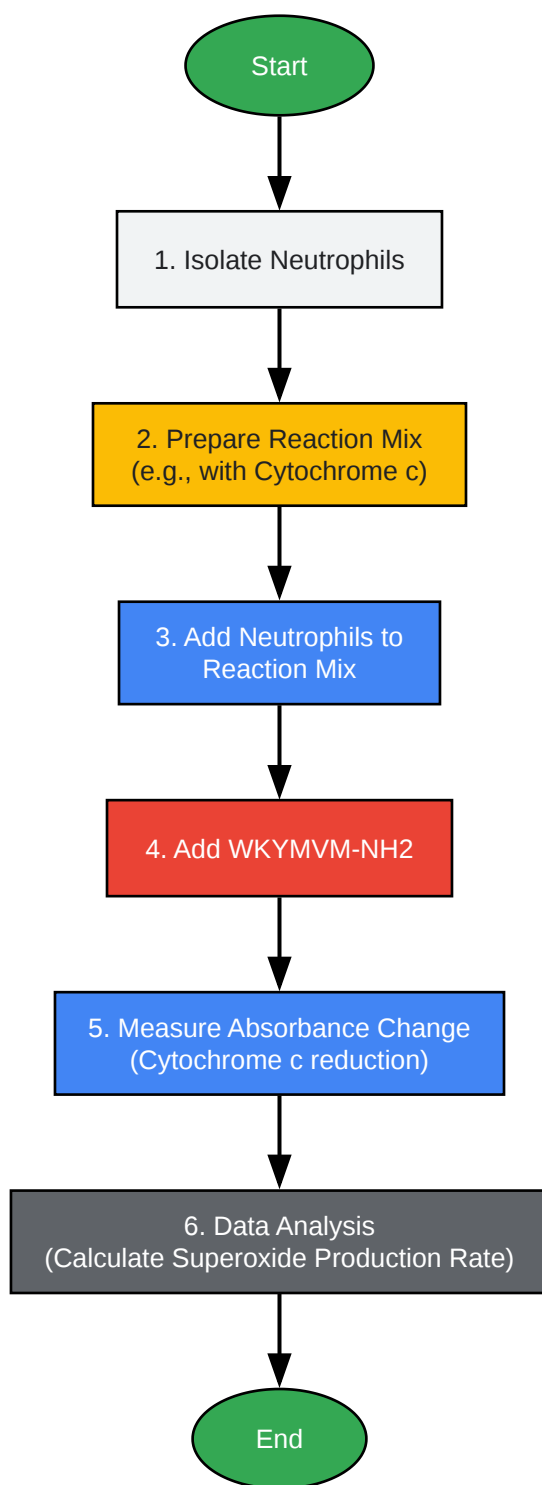 Start
1. Isolate Neutrophils
2. Prepare Reaction Mix
(e.g., with Cytochrome c)
3. Add Neutrophils to
Reaction Mix
4. Add WKYMVM-NH2
5. Measure Absorbance Change
(Cytochrome c reduction)
6. Data Analysis
(Calculate Superoxide Production Rate)
End